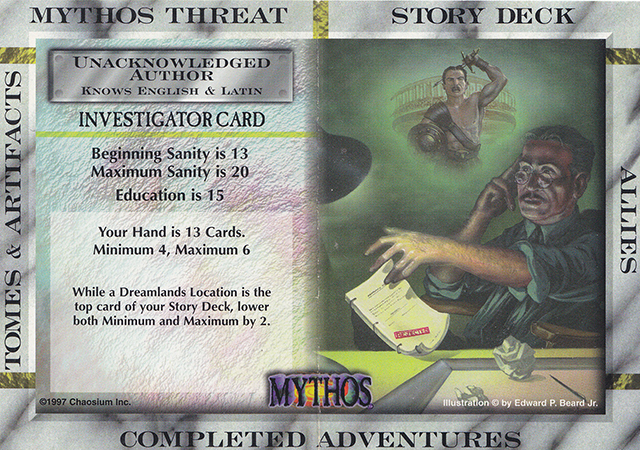 MYTHOS THREAT
STORY DECK
TOMES & ARTIFACTS
UNACKNOWLEDGED
AUTHOR
KNOWS ENGLISH & LATIN
INVESTIGATOR CARD
Beginning Sanity is 13
Maximum Sanity is 20
Education is 15
Your Hand is 13 Cards.
Minimum 4, Maximum 6
While a Dreamlands Location is the
top card of your Story Deck, lower
both Minimum and Maximum by 2.
©1997 Chaosium Inc.
MYTHOS
Illustration © by Edward P. Beard Jr.
ALLIES
COMPLETED ADVENTURES